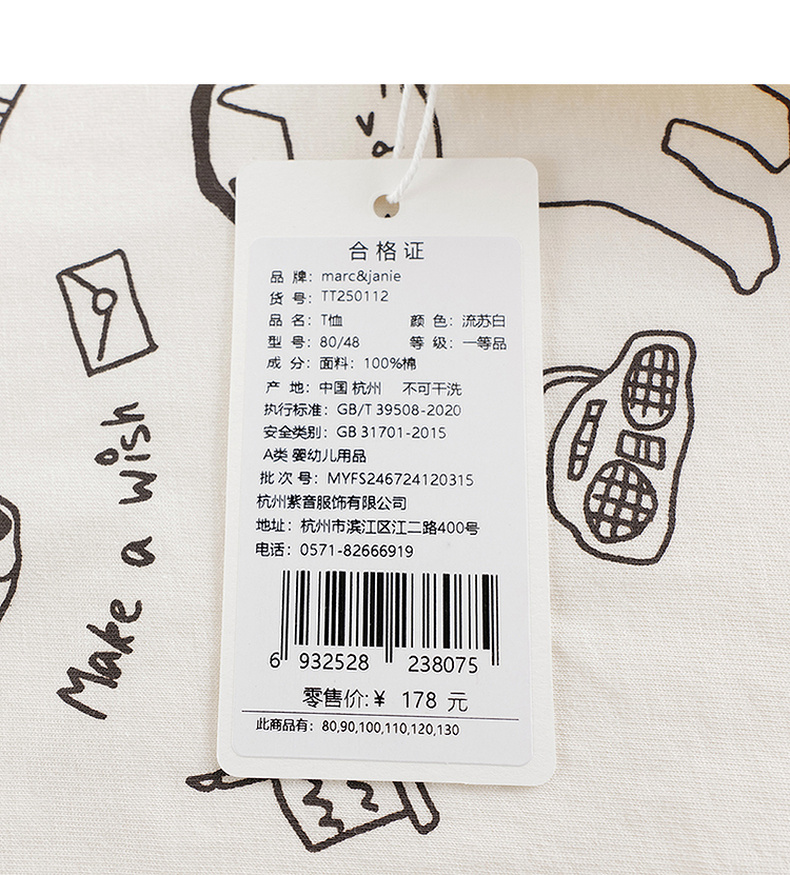 合格证
品 牌：marc&janie
货 号：TT250112
品 名：T恤 颜 色：流苏白
型 号：80/48 等 级：一等品
成 分：面料：100%棉
产 地：中国 杭州 不可干洗
执行标准：GB/T 39508-2020
安全类别：GB 31701-2015
A类 婴幼儿用品
批 次 号：MYFS246724120315
杭州紫音服饰有限公司
地址：杭州市滨江区江二路400号
电话：0571-82666919
6 932528 238075
零售价:¥ 178 元
此商品有：80,90,100,110,120,130
Make a wish